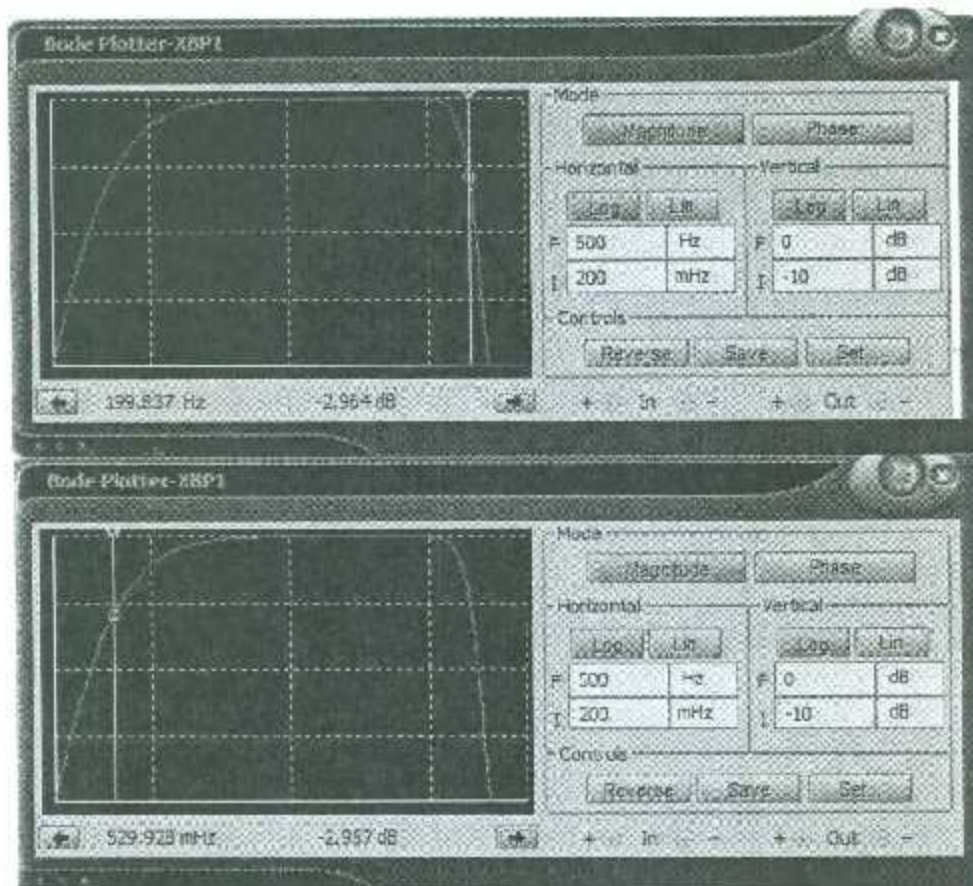 Bode Plotter-XBP1
Mode
Magnitude Phase
Horizontal Vertical
Log Lin Log Lin
F 500 Hz F 0 dB
I 200 mHz I -10 dB
Controls
Reverse Save Set
199.837 Hz -2.964 dB + In - + Out -
Bode Plotter-XBP1
Mode
Magnitude Phase
Horizontal Vertical
Log Lin Log Lin
F 500 Hz F 0 dB
I 200 mHz I -10 dB
Controls
Reverse Save Set
529.923 mHz -2.957 dB + In - + Out -